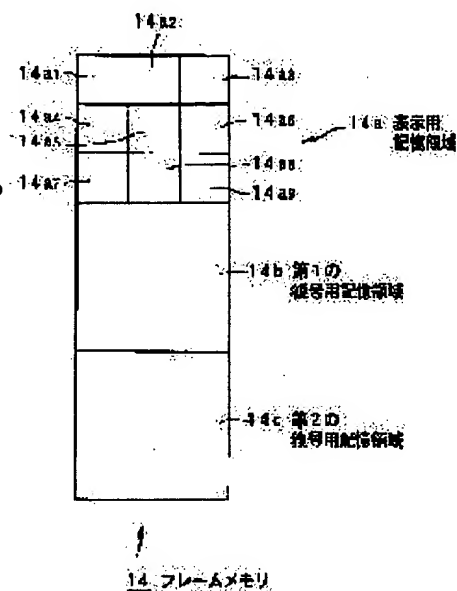 14a2
14a1
14a3
14a4
14a6
14a5
14a 表示用
記憶領域
14a8
14a7
14a9
14b 第1の
復号用記憶領域
14c 第2の
復号用記憶領域
14 フレームメモリ